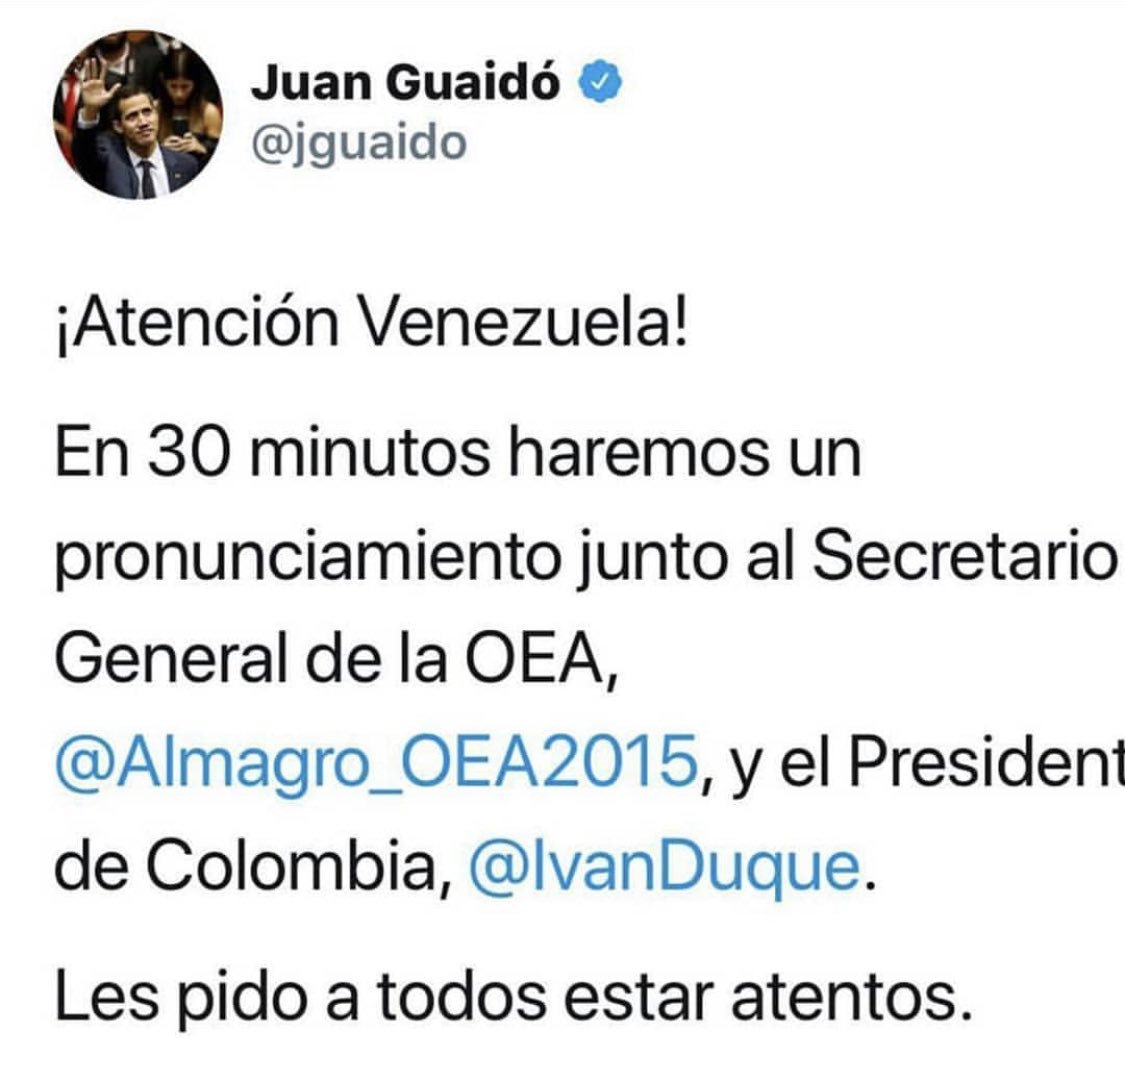 Juan Guaidó
@jguaido
¡Atención Venezuela!
En 30 minutos haremos un
pronunciamiento junto al Secretario
General de la OEA,
@Almagro_OEA2015, y el President
de Colombia, @IvanDuque.
Les pido a todos estar atentos.